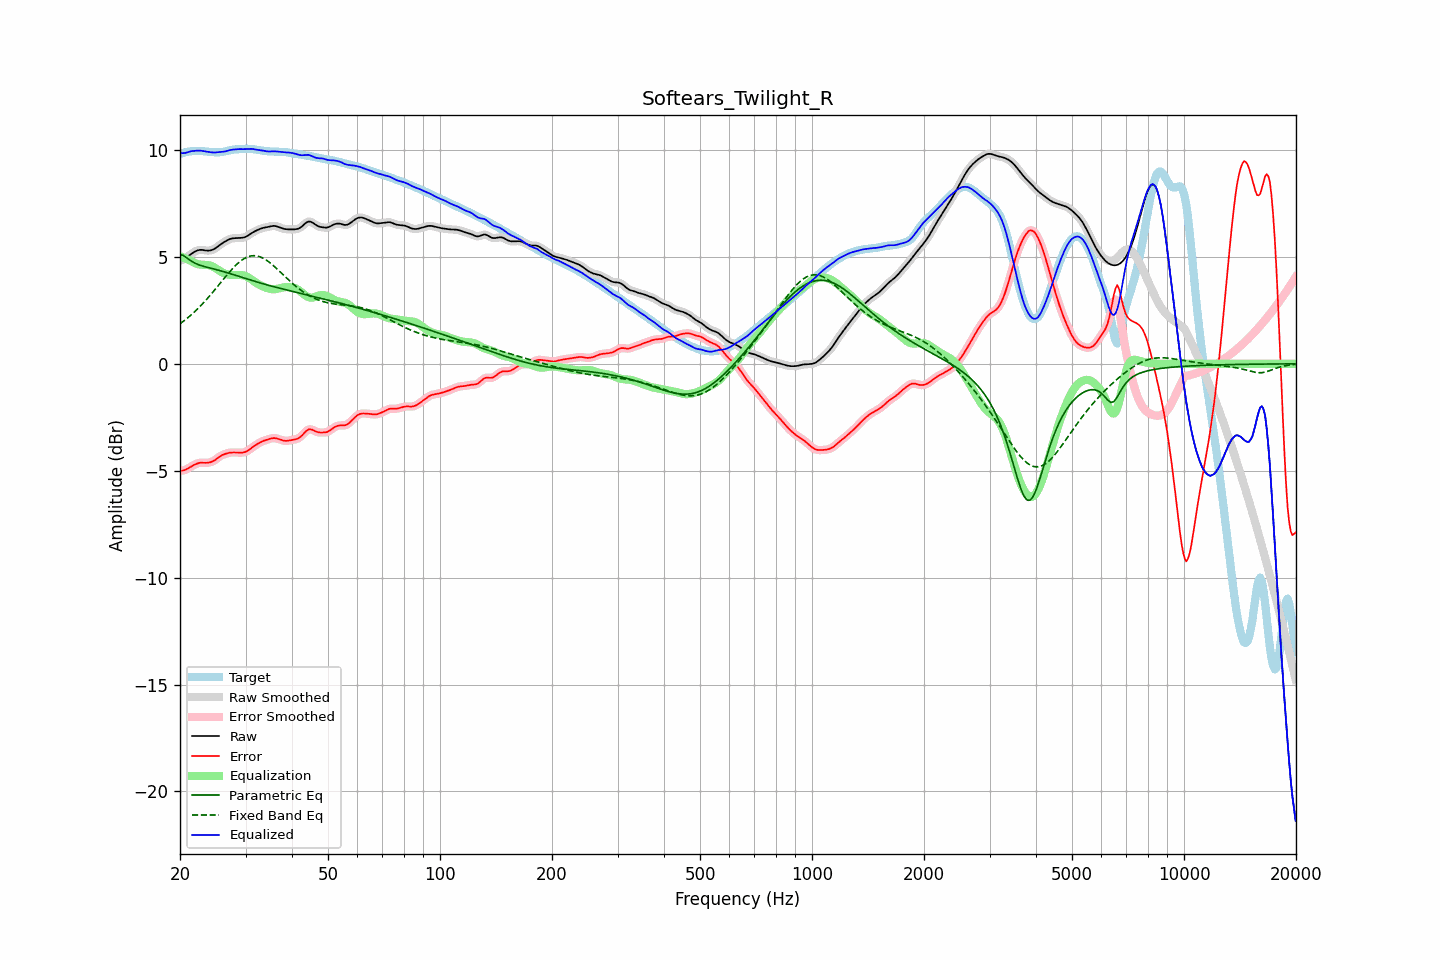 Softears_Twilight_R
Amplitude (dBr)
10
5
0
−5
−10
−15
−20
Target
Raw Smoothed
Error Smoothed
Raw
Error
Equalization
Parametric Eq
Fixed Band Eq
Equalized
20 50 100 200 500 1000 2000 5000 10000 20000
Frequency (Hz)